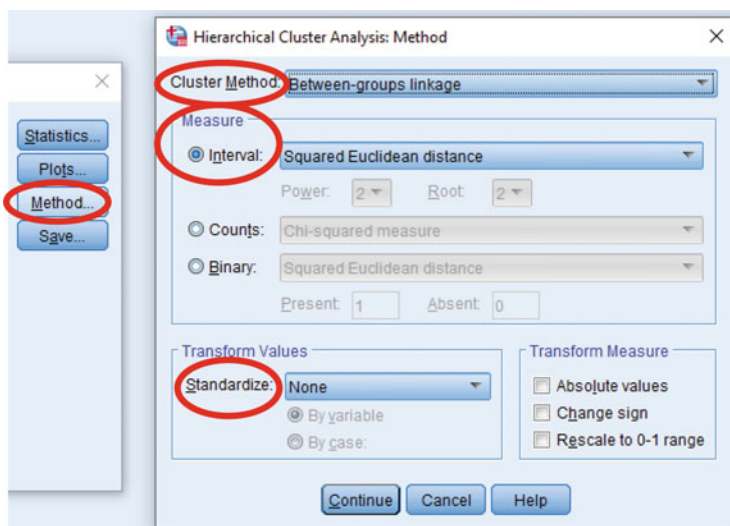 Hierarchical Cluster Analysis: Method
Statistics...
Plots...
Method...
Save...
Cluster Method: Between-groups linkage
Measure
Interval: Squared Euclidean distance
Power: 2 Root: 2
Counts: Chi-squared measure
Binary: Squared Euclidean distance
Present: 1 Absent: 0
Transform Values
Standardize: None
By variable
By case:
Transform Measure
Absolute values
Change sign
Rescale to 0-1 range
Continue Cancel Help